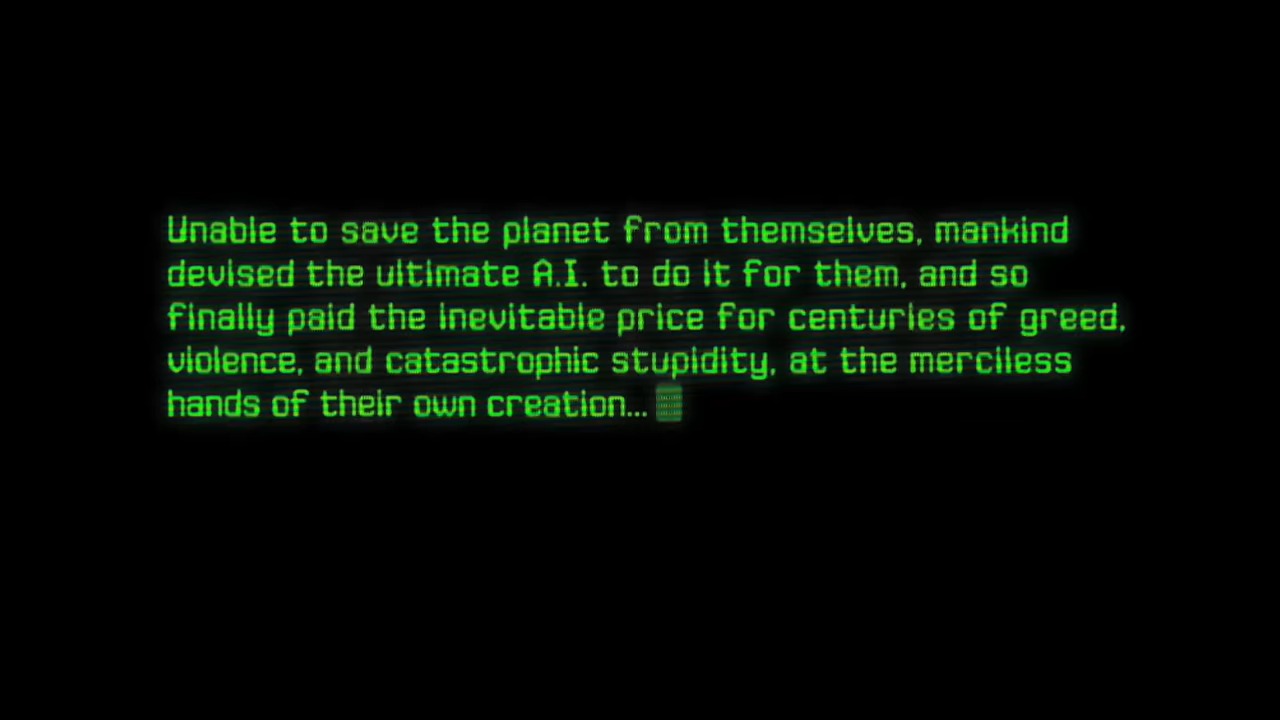 Unable to save the planet from themselves, mankind
devised the ultimate A.I. to do it for them, and so
finally paid the inevitable price for centuries of greed,
violence, and catastrophic stupidity, at the merciless
hands of their own creation...